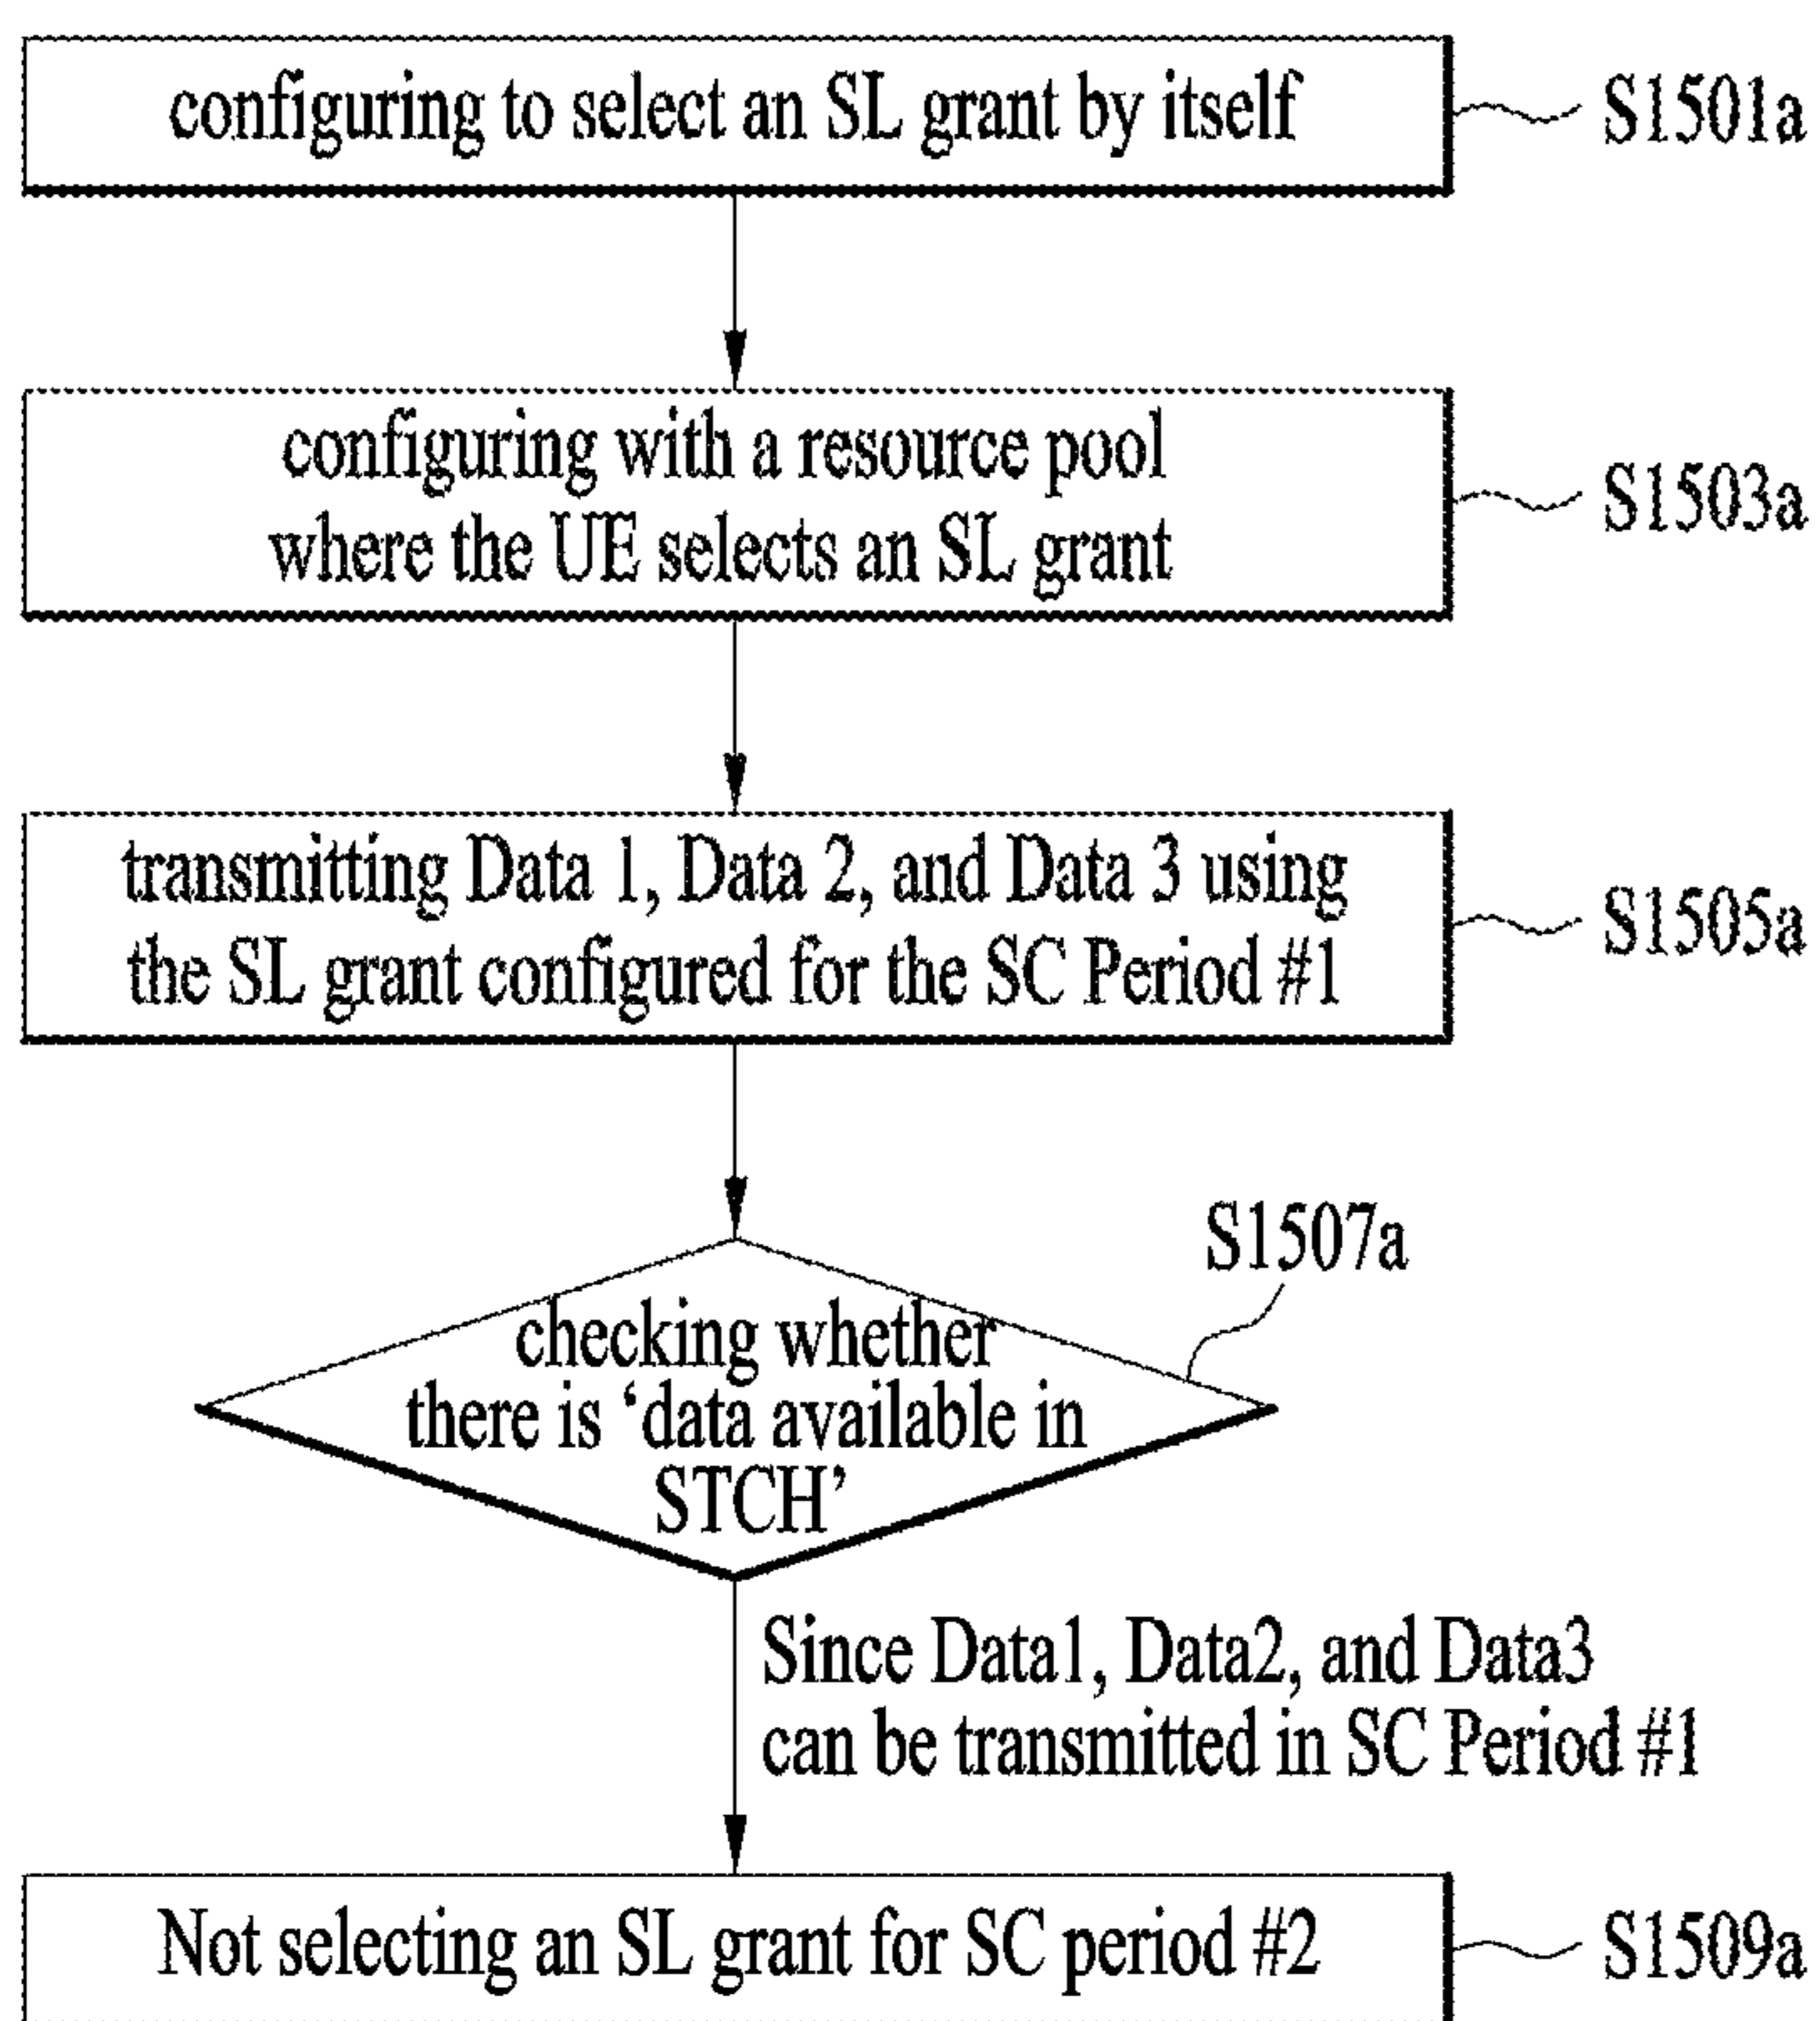 configuring to select an SL grant by itself
S1501a
configuring with a resource pool
where the UE selects an SL grant
S1503a
transmitting Data 1, Data 2, and Data 3 using
the SL grant configured for the SC Period #1
S1505a
S1507a
checking whether
there is ‘data available in
STCH’
Since Data1, Data2, and Data3
can be transmitted in SC Period #1
Not selecting an SL grant for SC period #2
S1509a